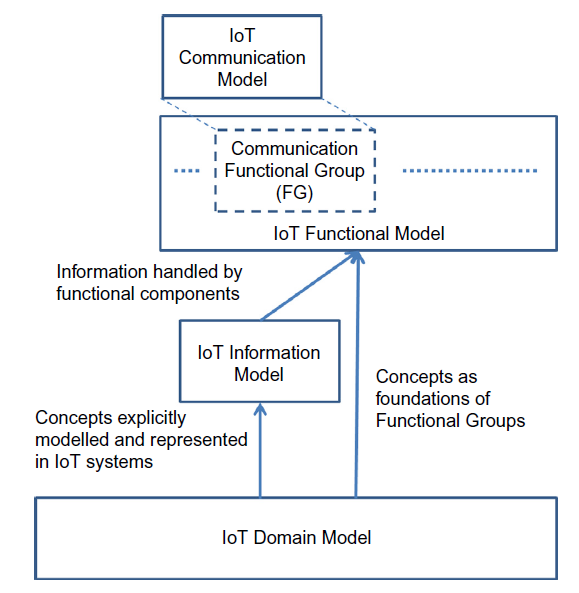 IoT
Communication
Model
Communication
Functional Group
(FG)
IoT Functional Model
Information handled by
functional components
IoT Information
Model
Concepts as
foundations of
Functional Groups
Concepts explicitly
modelled and represented
in IoT systems
IoT Domain Model